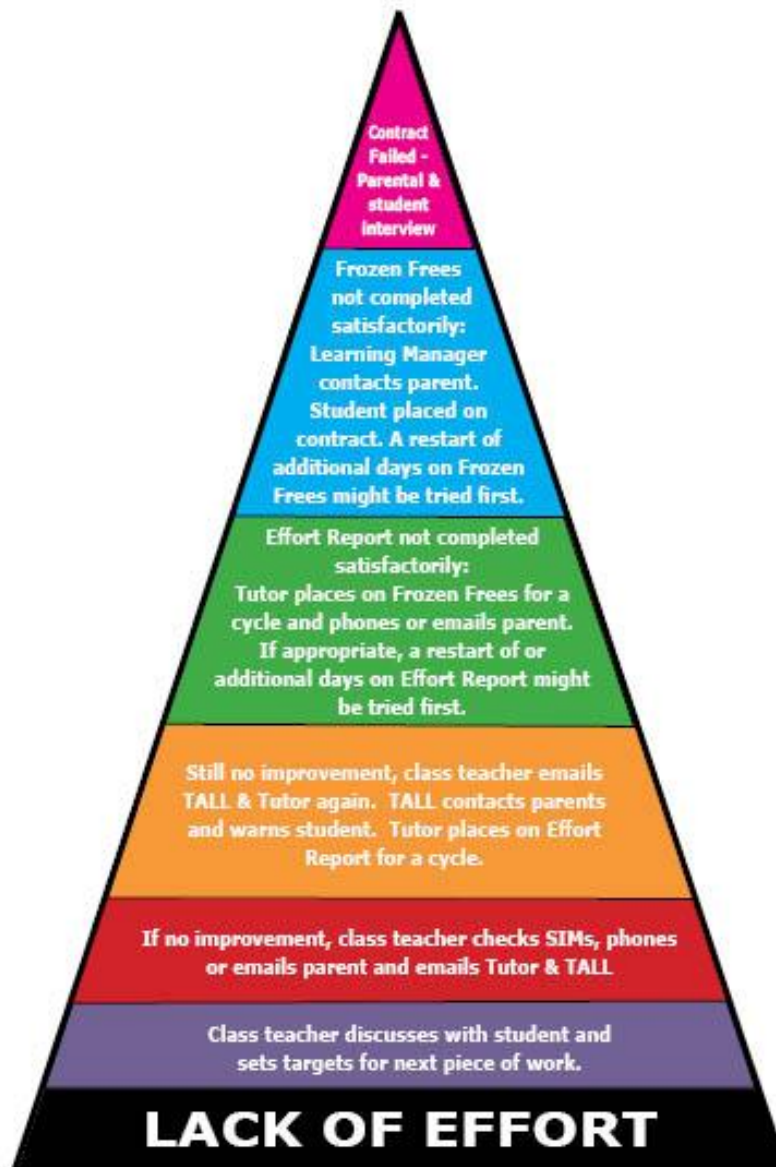 Contract
Failed -
Parental &
student
interview
Frozen Frees
not completed
satisfactorily:
Learning Manager
contacts parent.
Student placed on
contract. A restart of
additional days on Frozen
Frees might be tried first.
Effort Report not completed
satisfactorily:
Tutor places on Frozen Frees for a
cycle and phones or emails parent.
If appropriate, a restart of or
additional days on Effort Report might
be tried first.
Still no improvement, class teacher emails
TALL & Tutor again. TALL contacts parents
and warns student. Tutor places on Effort
Report for a cycle.
If no improvement, class teacher checks SIMs, phones
or emails parent and emails Tutor & TALL
Class teacher discusses with student and
sets targets for next piece of work.
LACK OF EFFORT